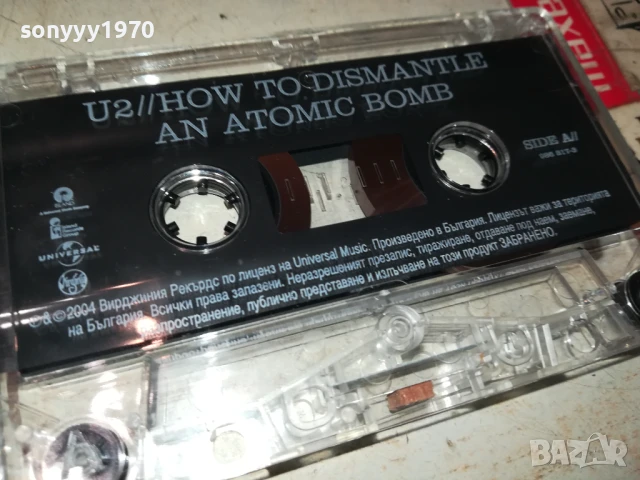 sonyyy1970
maxe
U2//HOW TO DISMANTLE
AN ATOMIC BOMB
SIDE A//
UNIVERSAL
℗&©2004 Вирджиния Рекърдс по лиценз на Universal Music. Произведено в България. Лицензът важи за територията
на България. Всички права запазени. Неразрешеният презапис, тиражиране, отдаване под наем, заемане,
разпространение, публично представяне и излъчване на този продукт ЗАБРАНЕНО.
A
BAZAR